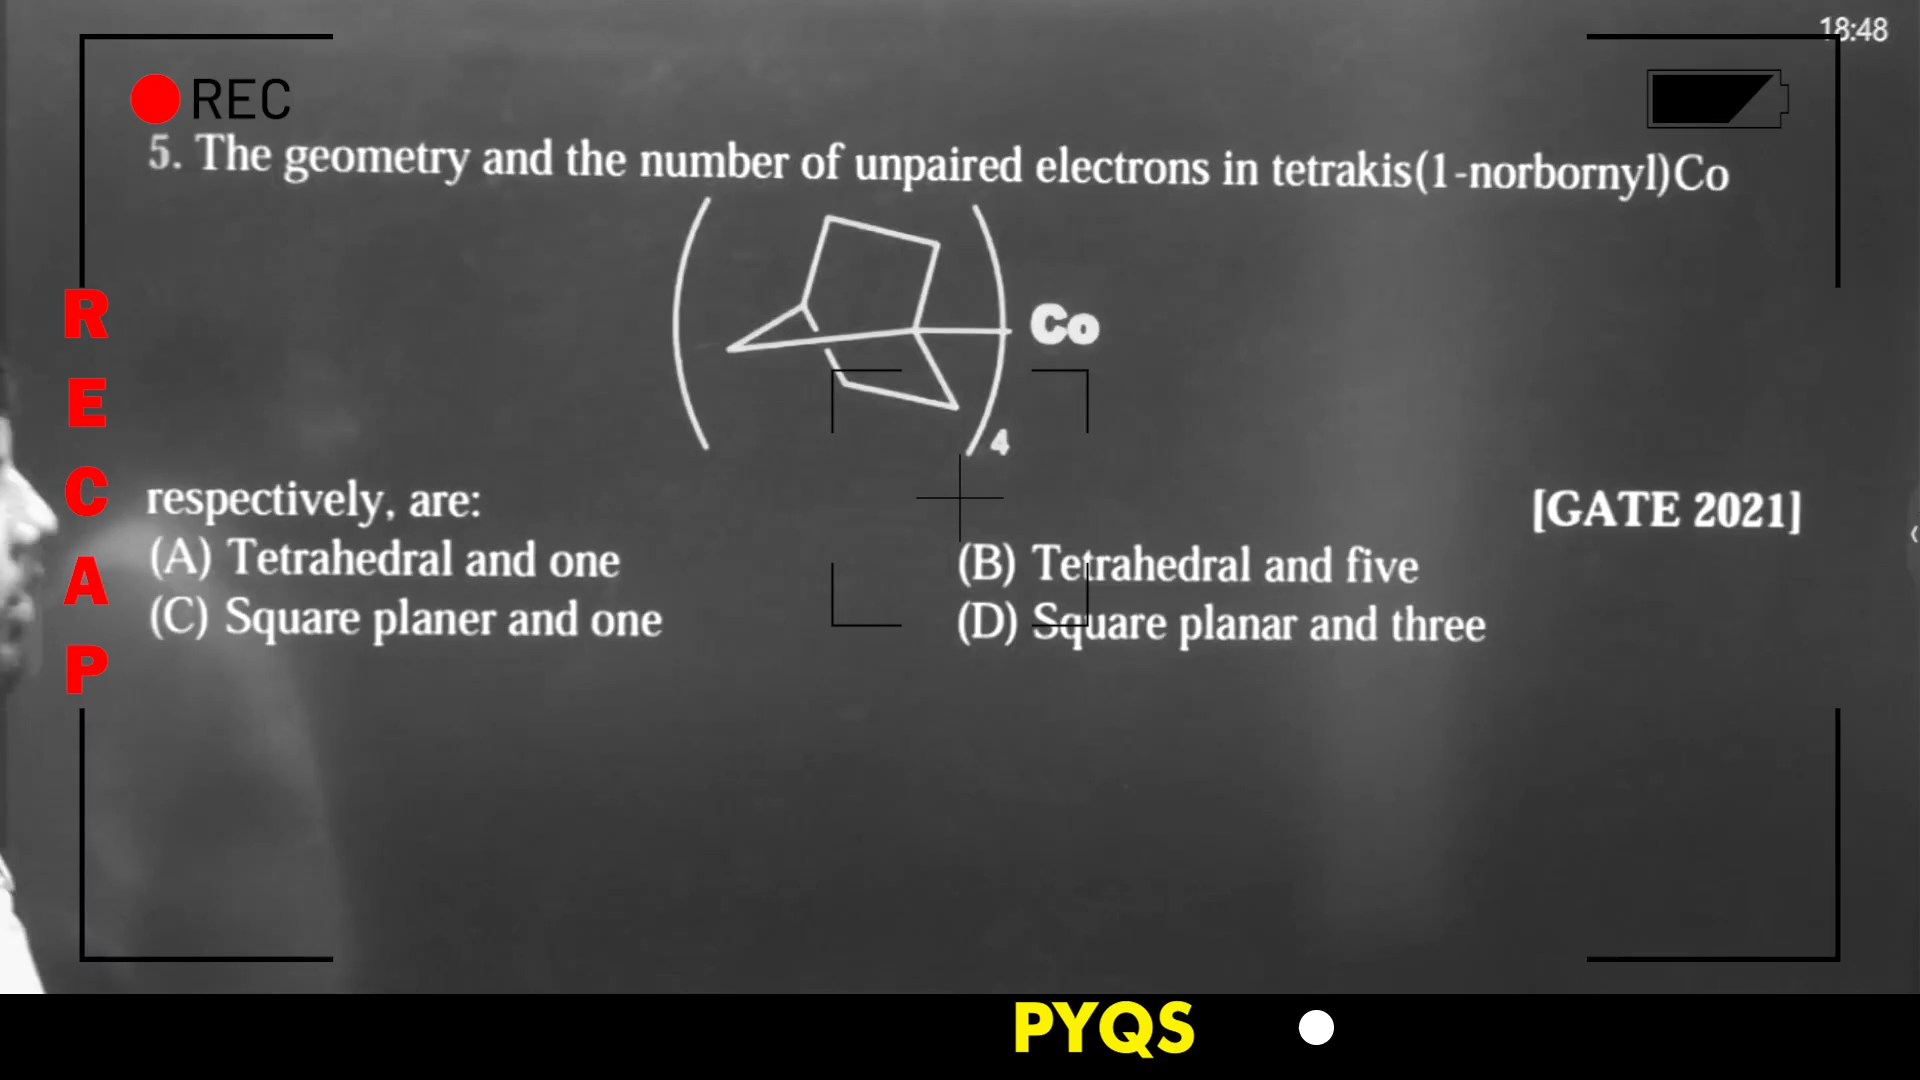 18:48
REC
5. The geometry and the number of unpaired electrons in tetrakis(1-norbornyl)Co
Co
4
respectively, are:
[GATE 2021]
(A) Tetrahedral and one
(B) Tetrahedral and five
(C) Square planer and one
(D) Square planar and three
RECAP
PYQS